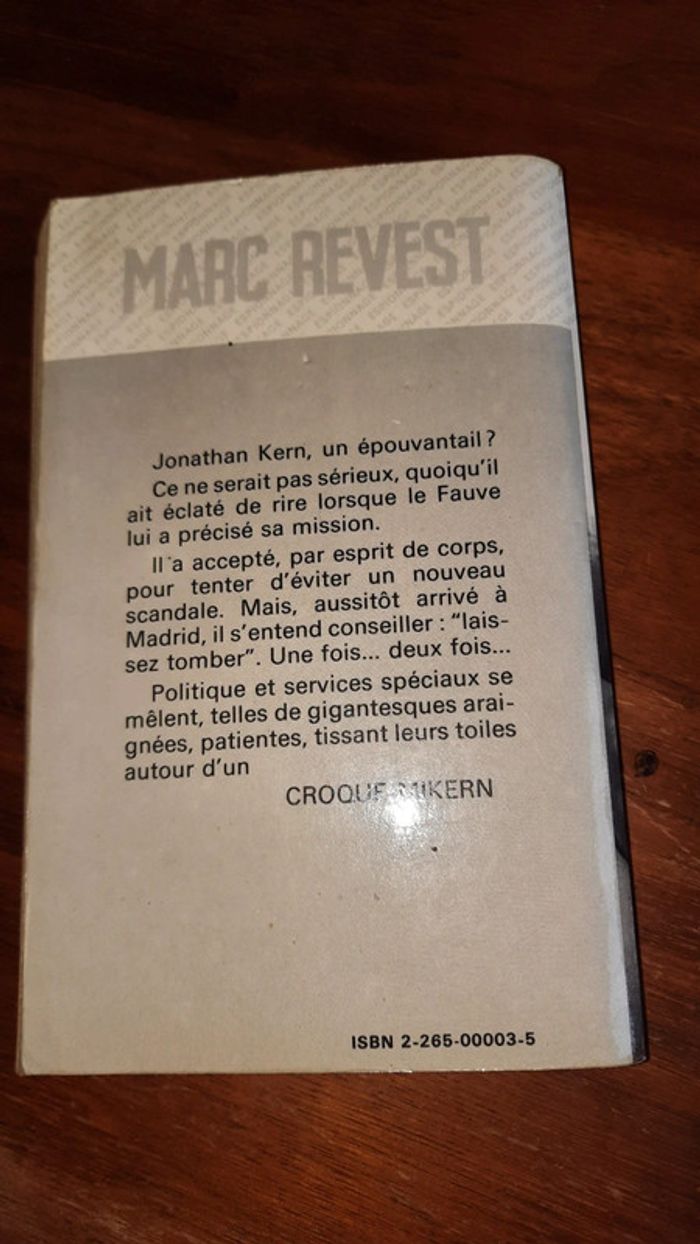 MARC REVEST
Jonathan Kern, un épouvantail ?
Ce ne serait pas sérieux, quoiqu'il
ait éclaté de rire lorsque le Fauve
lui a précisé sa mission.
Il a accepté, par esprit de corps,
pour tenter d'éviter un nouveau
scandale. Mais, aussitôt arrivé à
Madrid, il s'entend conseiller : “lais-
sez tomber”. Une fois... deux fois...
Politique et services spéciaux se
mêlent, telles de gigantesques arai-
gnées, patientes, tissant leurs toiles
autour d'un
CROQUE-MIKERN
ISBN 2-265-00003-5